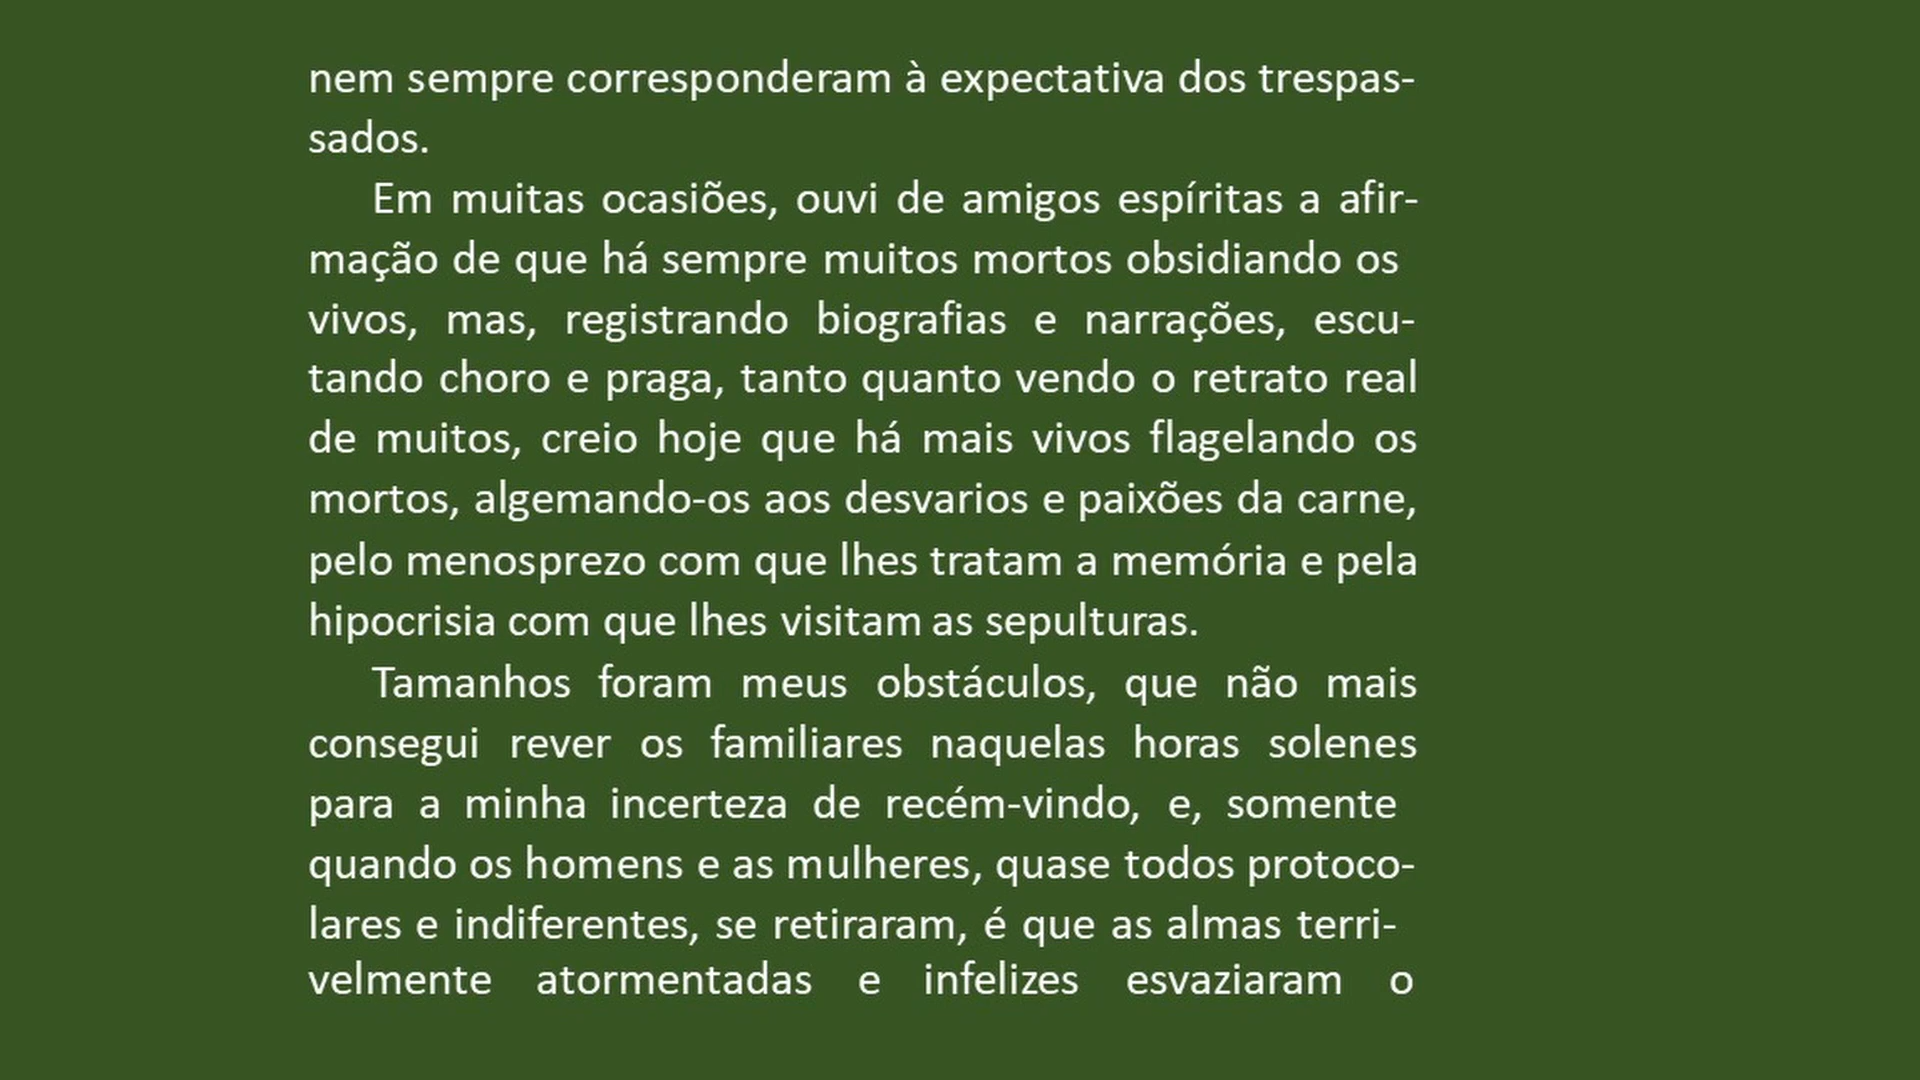 nem sempre corresponderam à expectativa dos trespas-
sados.
Em muitas ocasiões, ouvi de amigos espíritas a afir-
mação de que há sempre muitos mortos obsidiando os
vivos, mas, registrando biografias e narrações, escu-
tando choro e praga, tanto quanto vendo o retrato real
de muitos, creio hoje que há mais vivos flagelando os
mortos, algemando-os aos desvarios e paixões da carne,
pelo menosprezo com que lhes tratam a memória e pela
hipocrisia com que lhes visitam as sepulturas.
Tamanhos foram meus obstáculos, que não mais
consegui rever os familiares naquelas horas solenes
para a minha incerteza de recém-vindo, e, somente
quando os homens e as mulheres, quase todos protoco-
lares e indiferentes, se retiraram, é que as almas terri-
velmente atormentadas e infelizes esvaziaram o